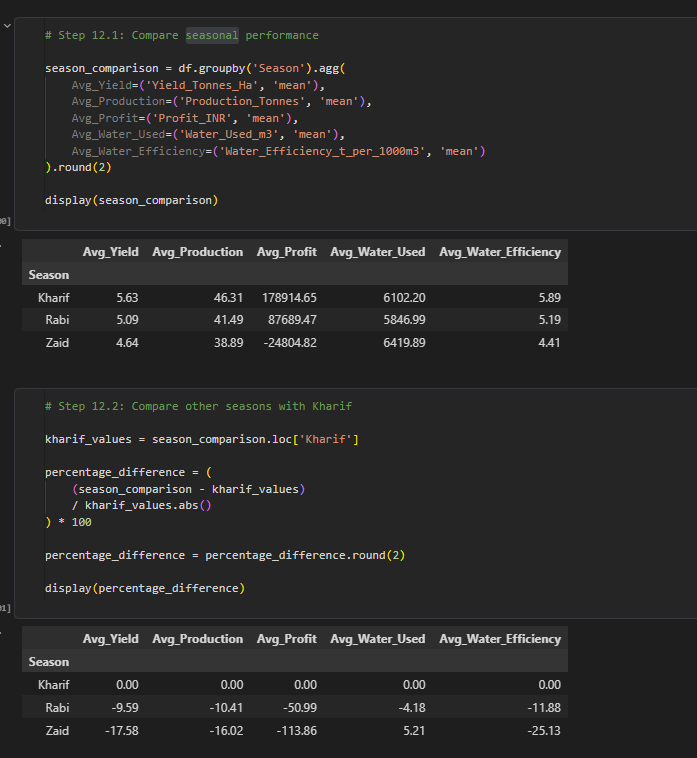 # Step 12.1: Compare seasonal performance
season_comparison = df.groupby('Season').agg(
Avg_Yield=('Yield_Tonnes_Ha', 'mean'),
Avg_Production=('Production_Tonnes', 'mean'),
Avg_Profit=('Profit_INR', 'mean'),
Avg_Water_Used=('Water_Used_m3', 'mean'),
Avg_Water_Efficiency=('Water_Efficiency_t_per_1000m3', 'mean')
).round(2)
display(season_comparison)
Avg_Yield Avg_Production Avg_Profit Avg_Water_Used Avg_Water_Efficiency
Season
Kharif 5.63 46.31 178914.65 6102.20 5.89
Rabi 5.09 41.49 87689.47 5846.99 5.19
Zaid 4.64 38.89 -24804.82 6419.89 4.41
# Step 12.2: Compare other seasons with Kharif
kharif_values = season_comparison.loc['Kharif']
percentage_difference = (
(season_comparison - kharif_values)
/ kharif_values.abs()
) * 100
percentage_difference = percentage_difference.round(2)
display(percentage_difference)
Avg_Yield Avg_Production Avg_Profit Avg_Water_Used Avg_Water_Efficiency
Season
Kharif 0.00 0.00 0.00 0.00 0.00
Rabi -9.59 -10.41 -50.99 -4.18 -11.88
Zaid -17.58 -16.02 -113.86 5.21 -25.13